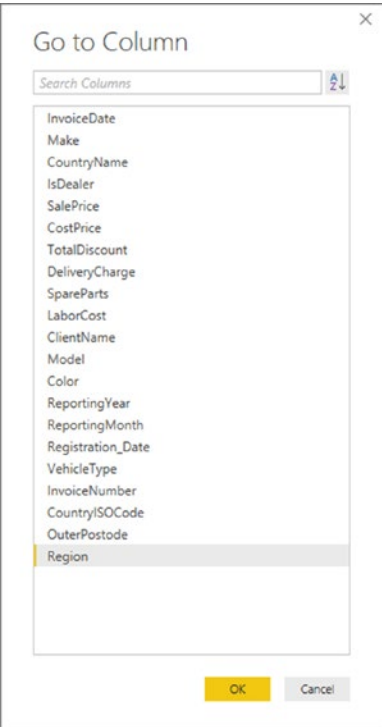 Go to Column
Search Columns
InvoiceDate
Make
CountryName
IsDealer
SalePrice
CostPrice
TotalDiscount
DeliveryCharge
SpareParts
LaborCost
ClientName
Model
Color
ReportingYear
ReportingMonth
Registration_Date
VehicleType
InvoiceNumber
CountryISOCode
OuterPostode
Region
OK Cancel